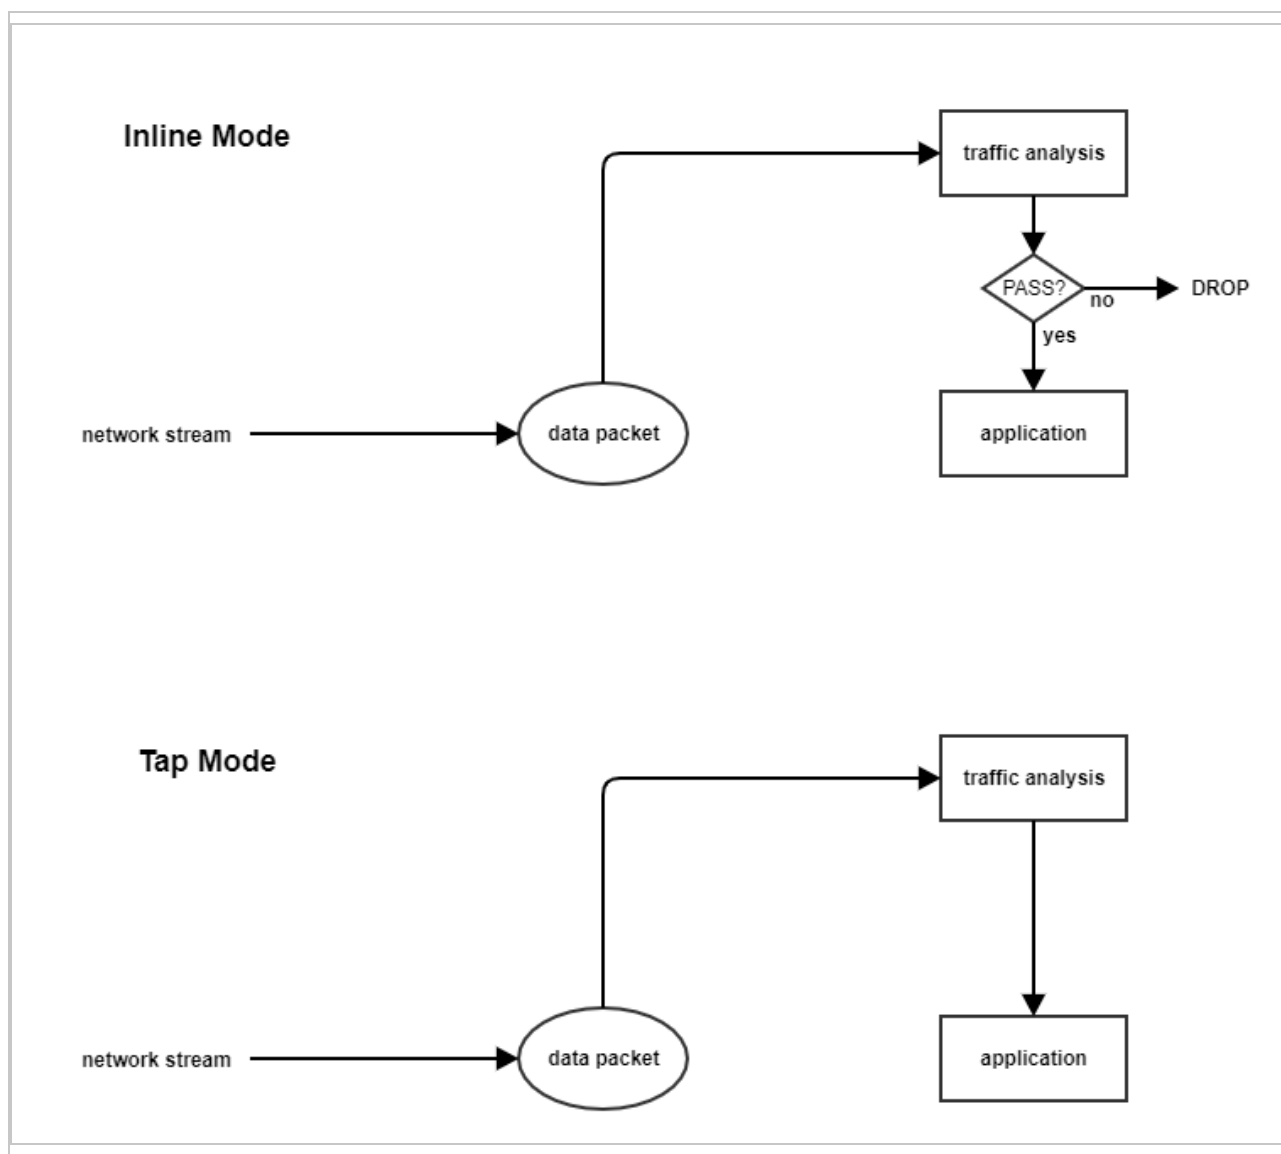 Inline Mode
traffic analysis
PASS?
no
DROP
yes
network stream
data packet
application
Tap Mode
traffic analysis
network stream
data packet
application